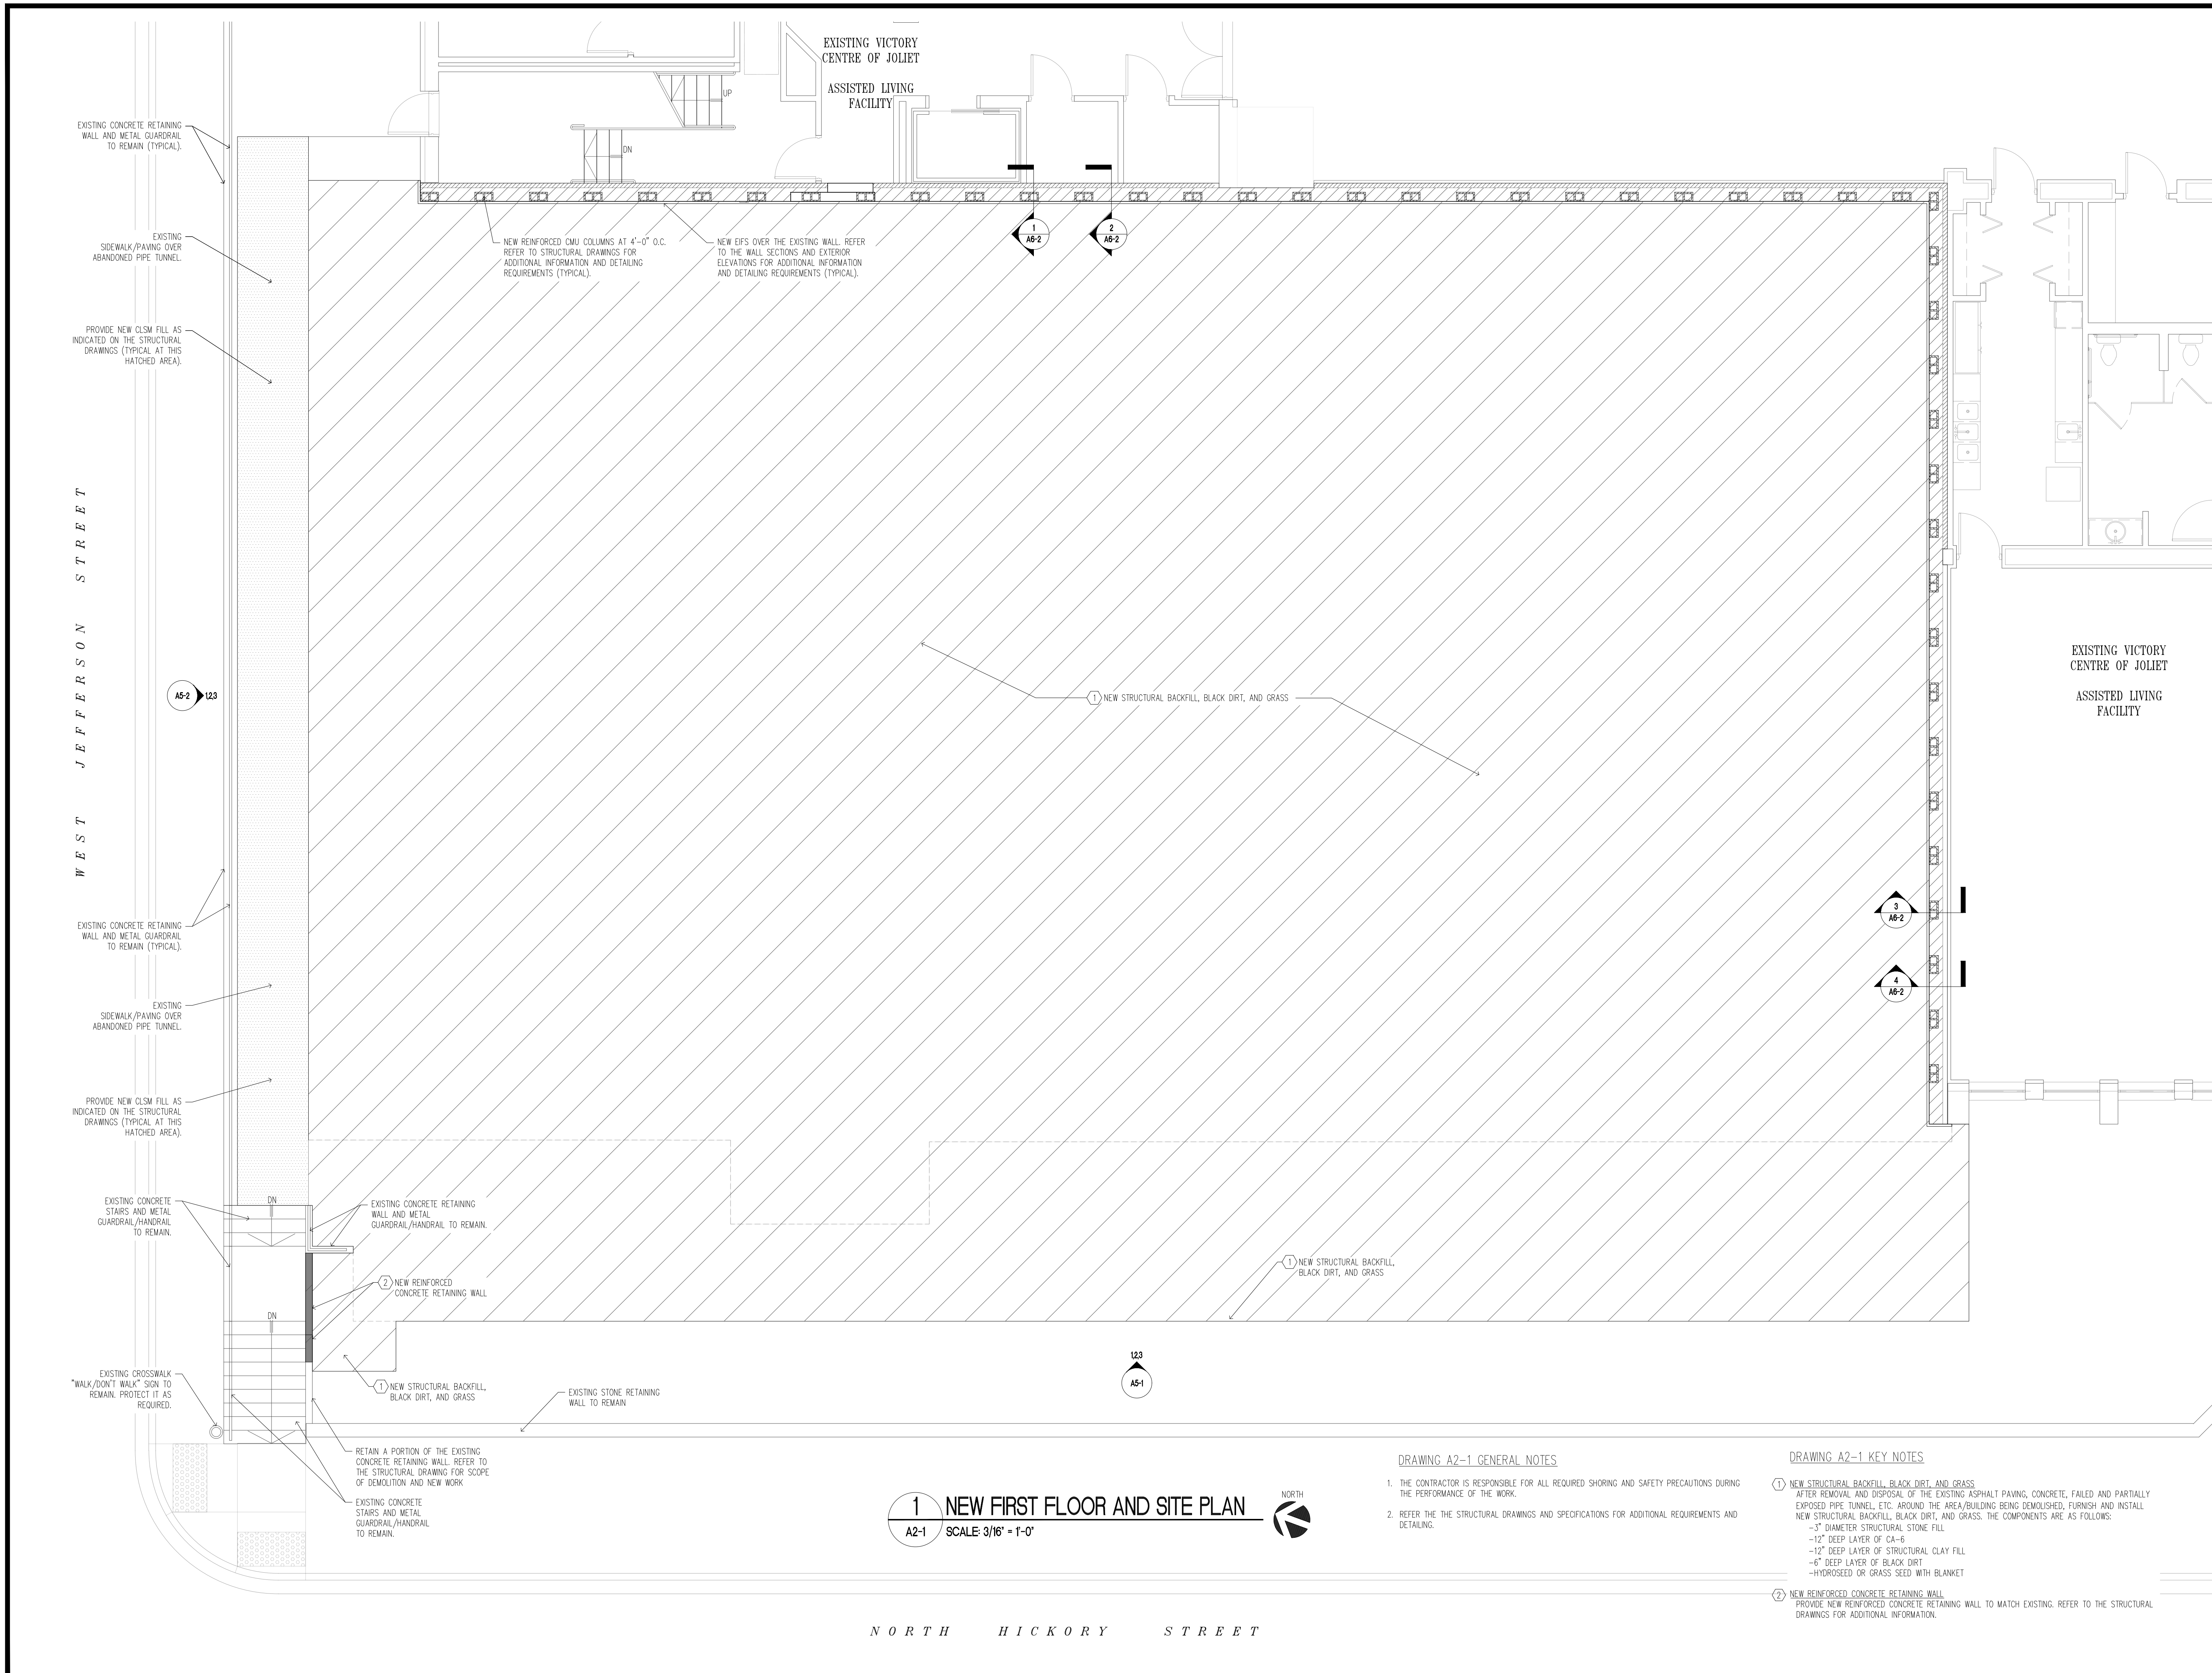 EXISTING VICTORY
CENTRE OF JOLIET
ASSISTED LIVING
FACILITY
UP
DN
EXISTING CONCRETE RETAINING
WALL AND METAL GUARDRAIL
TO REMAIN (TYPICAL).
EXISTING
SIDEWALK/PAVING OVER
ABANDONED PIPE TUNNEL.
NEW REINFORCED CMU COLUMNS AT 4'-0" O.C.
REFER TO STRUCTURAL DRAWINGS FOR
ADDITIONAL INFORMATION AND DETAILING
REQUIREMENTS (TYPICAL).
NEW EIFS OVER THE EXISTING WALL. REFER
TO THE WALL SECTIONS AND EXTERIOR
ELEVATIONS FOR ADDITIONAL INFORMATION
AND DETAILING REQUIREMENTS (TYPICAL).
1
A6-2
2
A6-2
PROVIDE NEW CLSM FILL AS
INDICATED ON THE STRUCTURAL
DRAWINGS (TYPICAL AT THIS
HATCHED AREA).
WEST JEFFERSON STREET
A5-2
1,2,3
1 NEW STRUCTURAL BACKFILL, BLACK DIRT, AND GRASS
EXISTING VICTORY
CENTRE OF JOLIET
ASSISTED LIVING
FACILITY
3
A6-2
4
A6-2
EXISTING CONCRETE RETAINING
WALL AND METAL GUARDRAIL
TO REMAIN (TYPICAL).
EXISTING
SIDEWALK/PAVING OVER
ABANDONED PIPE TUNNEL.
PROVIDE NEW CLSM FILL AS
INDICATED ON THE STRUCTURAL
DRAWINGS (TYPICAL AT THIS
HATCHED AREA).
EXISTING CONCRETE
STAIRS AND METAL
GUARDRAIL/HANDRAIL
TO REMAIN.
DN
EXISTING CONCRETE RETAINING
WALL AND METAL
GUARDRAIL/HANDRAIL TO REMAIN.
2 NEW REINFORCED
CONCRETE RETAINING WALL
DN
1 NEW STRUCTURAL BACKFILL,
BLACK DIRT, AND GRASS
EXISTING CROSSWALK
"WALK/DON'T WALK" SIGN TO
REMAIN. PROTECT IT AS
REQUIRED.
1 NEW STRUCTURAL BACKFILL,
BLACK DIRT, AND GRASS
EXISTING STONE RETAINING
WALL TO REMAIN
1,2,3
A5-1
RETAIN A PORTION OF THE EXISTING
CONCRETE RETAINING WALL. REFER TO
THE STRUCTURAL DRAWING FOR SCOPE
OF DEMOLITION AND NEW WORK
EXISTING CONCRETE
STAIRS AND METAL
GUARDRAIL/HANDRAIL
TO REMAIN.
1
A2-1
NEW FIRST FLOOR AND SITE PLAN
SCALE: 3/16" = 1'-0"
NORTH
DRAWING A2-1 GENERAL NOTES
1. THE CONTRACTOR IS RESPONSIBLE FOR ALL REQUIRED SHORING AND SAFETY PRECAUTIONS DURING
THE PERFORMANCE OF THE WORK.
2. REFER THE THE STRUCTURAL DRAWINGS AND SPECIFICATIONS FOR ADDITIONAL REQUIREMENTS AND
DETAILING.
DRAWING A2-1 KEY NOTES
1 NEW STRUCTURAL BACKFILL, BLACK DIRT, AND GRASS
AFTER REMOVAL AND DISPOSAL OF THE EXISTING ASPHALT PAVING, CONCRETE, FAILED AND PARTIALLY
EXPOSED PIPE TUNNEL, ETC. AROUND THE AREA/BUILDING BEING DEMOLISHED, FURNISH AND INSTALL
NEW STRUCTURAL BACKFILL, BLACK DIRT, AND GRASS. THE COMPONENTS ARE AS FOLLOWS:
-3" DIAMETER STRUCTURAL STONE FILL
-12" DEEP LAYER OF CA-6
-12" DEEP LAYER OF STRUCTURAL CLAY FILL
-6" DEEP LAYER OF BLACK DIRT
-HYDROSEED OR GRASS SEED WITH BLANKET
2 NEW REINFORCED CONCRETE RETAINING WALL
PROVIDE NEW REINFORCED CONCRETE RETAINING WALL TO MATCH EXISTING. REFER TO THE STRUCTURAL
DRAWINGS FOR ADDITIONAL INFORMATION.
NORTH HICKORY STREET